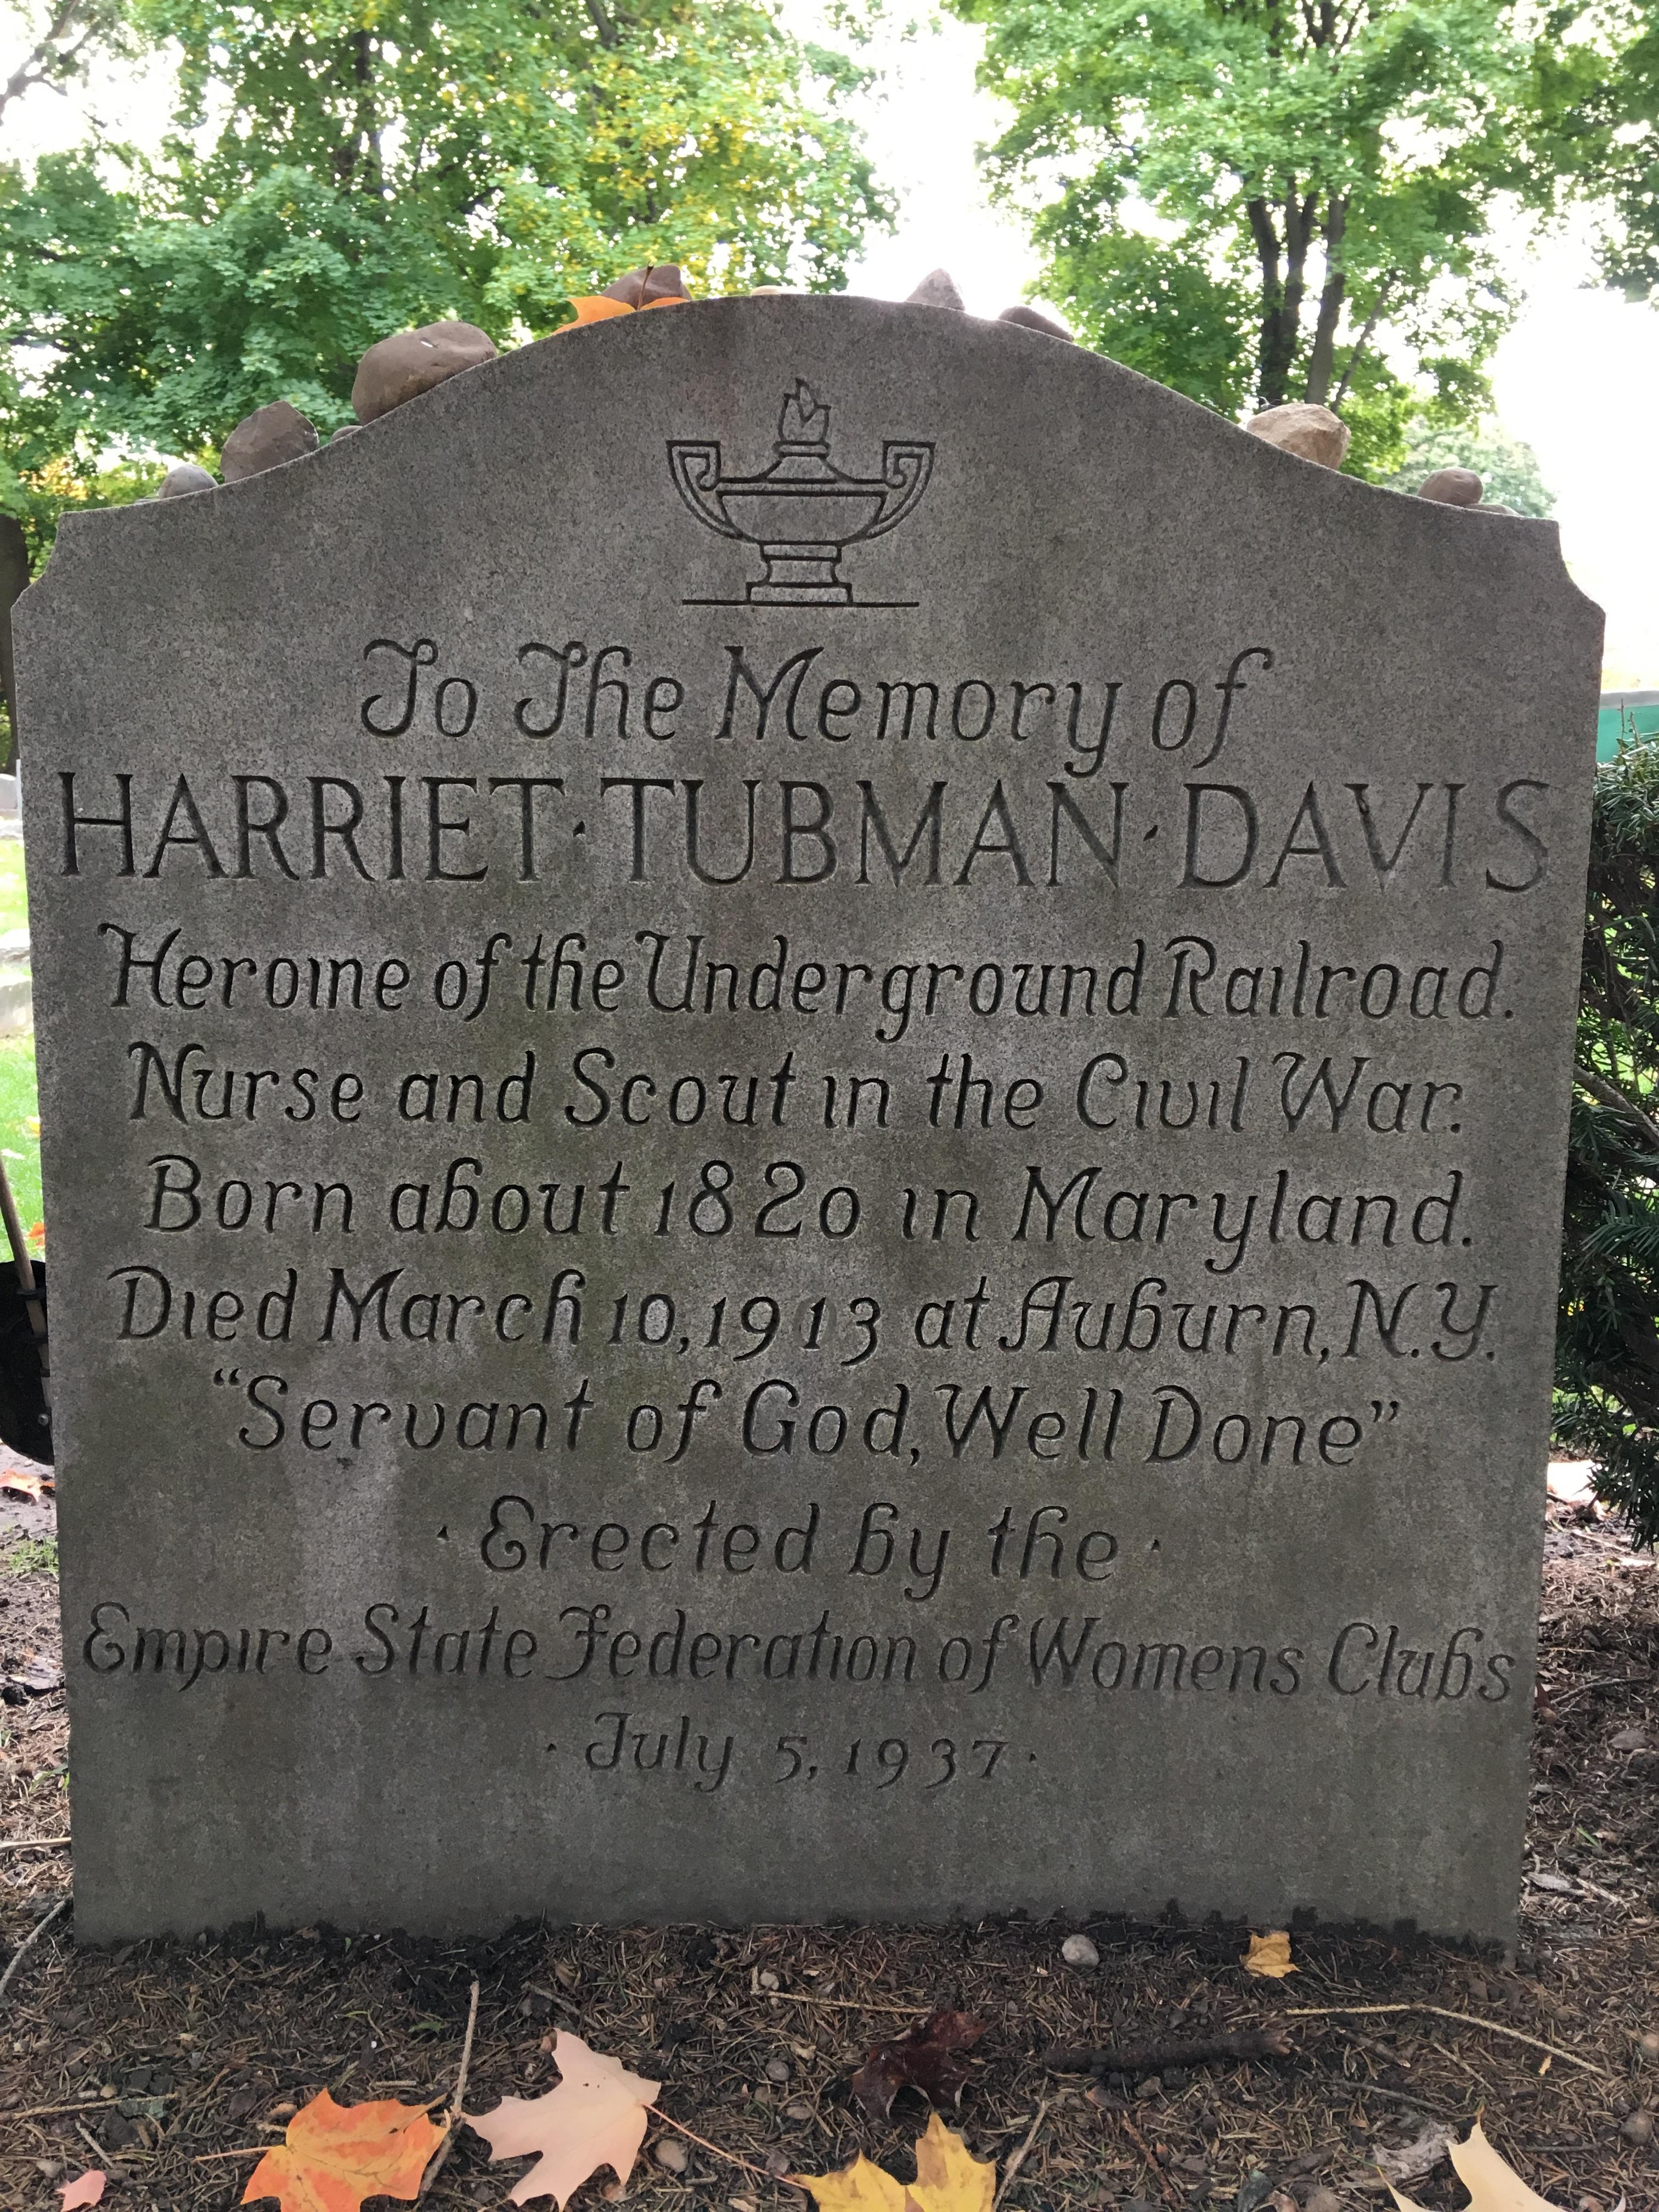 To The Memory of
HARRIET·TUBMAN·DAVIS
Heroine of the Underground Railroad.
Nurse and Scout in the Civil War.
Born about 1820 in Maryland.
Died March 10, 1913 at Auburn, N.Y.
“Servant of God, Well Done”
· Erected by the ·
Empire State Federation of Womens Clubs
· July 5, 1937 ·